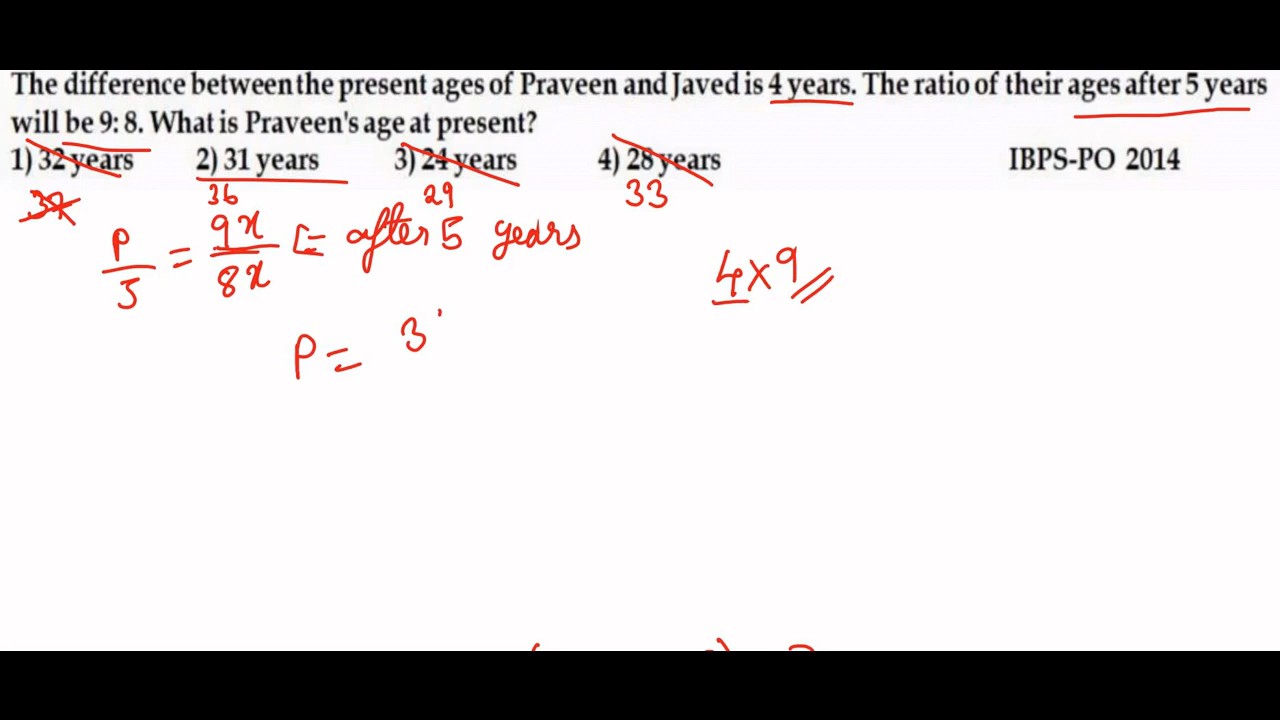 The difference between the present ages of Praveen and Javed is 4 years. The ratio of their ages after 5 years
will be 9: 8. What is Praveen's age at present?
1) 32 years 2) 31 years 3) 24 years 4) 28 years IBPS-PO 2014
37 36 29 33
P/J = 9x/8x after 5 years
4x9
P = 3